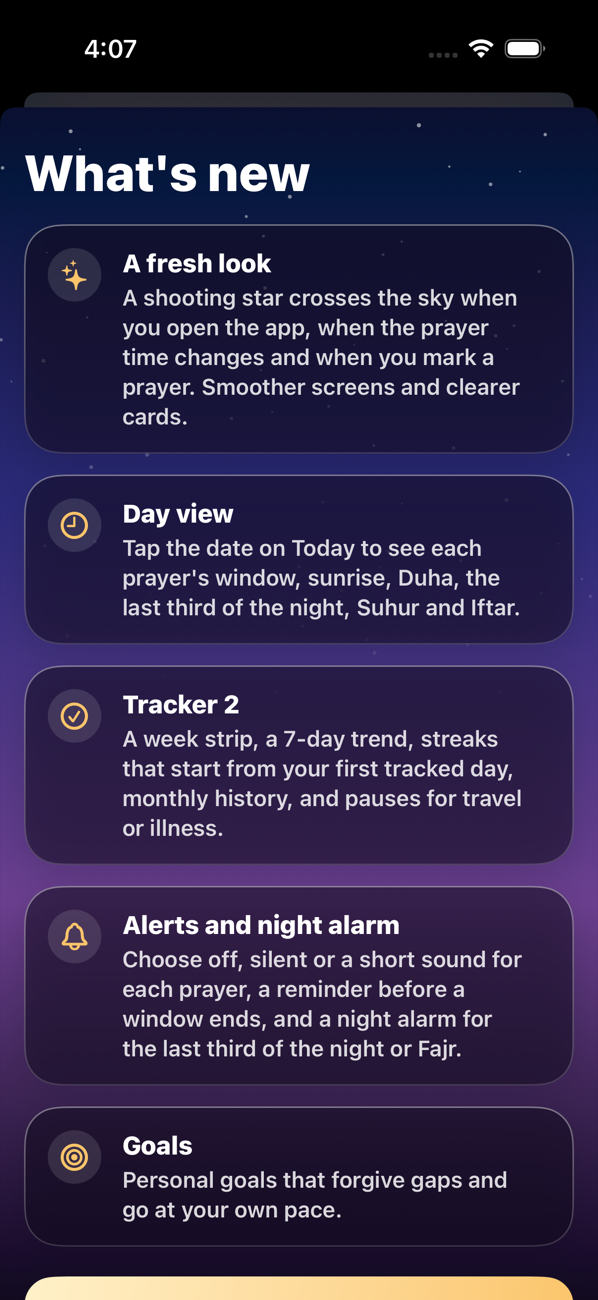 4:07
What's new
A fresh look
A shooting star crosses the sky when
you open the app, when the prayer
time changes and when you mark a
prayer. Smoother screens and clearer
cards.
Day view
Tap the date on Today to see each
prayer's window, sunrise, Duha, the
last third of the night, Suhur and Iftar.
Tracker 2
A week strip, a 7-day trend, streaks
that start from your first tracked day,
monthly history, and pauses for travel
or illness.
Alerts and night alarm
Choose off, silent or a short sound for
each prayer, a reminder before a
window ends, and a night alarm for
the last third of the night or Fajr.
Goals
Personal goals that forgive gaps and
go at your own pace.